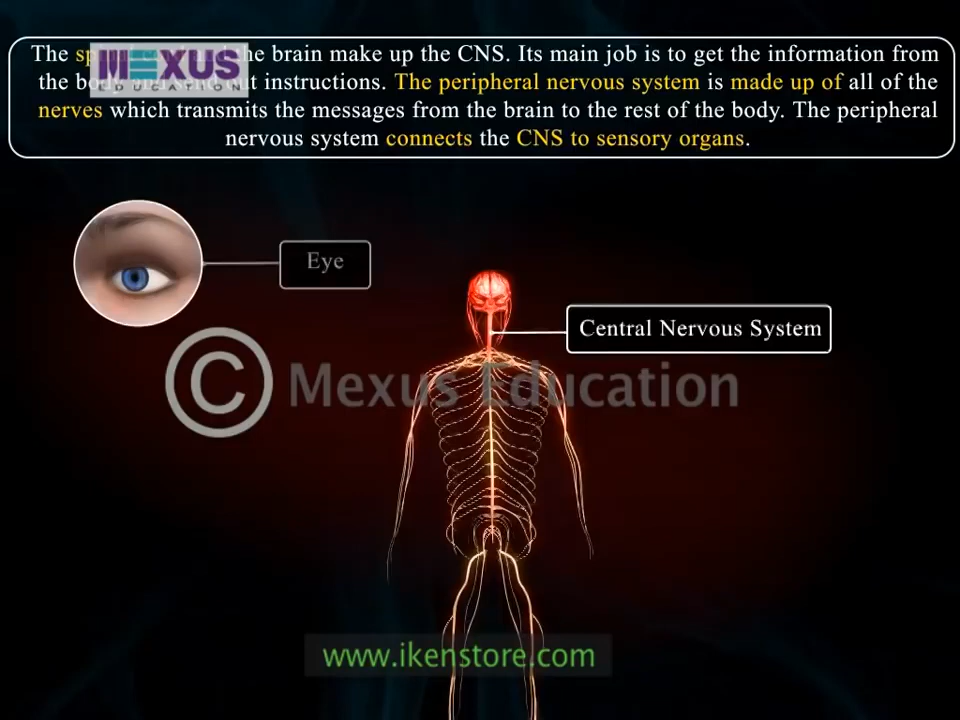 The sp he brain make up the CNS. Its main job is to get the information from
the bo t instructions. The peripheral nervous system is made up of all of the
nerves which transmits the messages from the brain to the rest of the body. The peripheral
nervous system connects the CNS to sensory organs.
MEXUS
EDUCATION
Eye
Central Nervous System
© Mexus Education
www.ikenstore.com